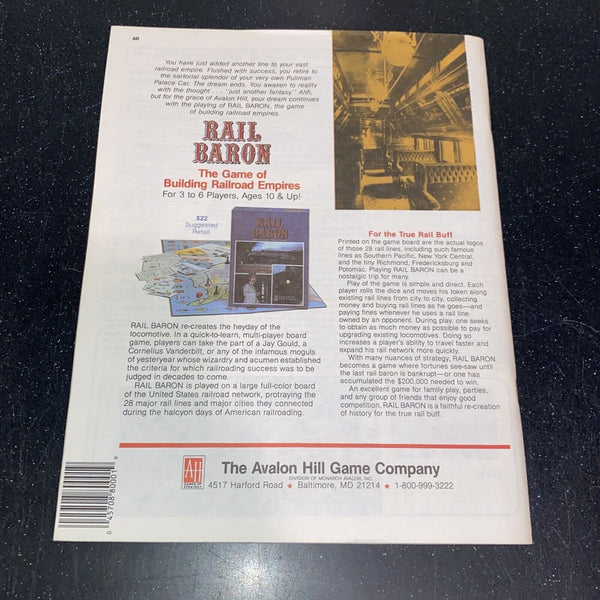 60
You have just added another line to your vast
railroad empire. Flushed with success, you retire to
the sartorial splendor of your very own Pullman
Palace Car. The dream ends. You awaken to reality
with the thought . . . "just another fantasy." Ahh,
but for the grace of Avalon Hill, your dream continues
with the playing of RAIL BARON, the game
of building railroad empires.
RAIL
BARON
The Game of
Building Railroad Empires
For 3 to 6 Players, Ages 10 & Up!
$22
Suggested
Retail
RAIL
BARON
RAIL BARON re-creates the heyday of the
locomotive. In a quick-to-learn, multi-player board
game, players can take the part of a Jay Gould, a
Cornelius Vanderbilt, or any of the infamous moguls
of yesteryear whose wizardry and acumen established
the criteria for which railroading success was to be
judged in decades to come.
RAIL BARON is played on a large full-color board
of the United States railroad network, protraying the
28 major rail lines and major cities they connected
during the halcyon days of American railroading.
For the True Rail Buff
Printed on the game board are the actual logos
of those 28 rail lines, including such famous
lines as Southern Pacific, New York Central,
and the tiny Richmond, Fredericksburg and
Potomac. Playing RAIL BARON can be a
nostalgic trip for many.
Play of the game is simple and direct. Each
player rolls the dice and moves his token along
existing rail lines from city to city, collecting
money and buying rail lines as he goes—and
paying fines whenever he uses a rail line
owned by an opponent. During play, one seeks
to obtain as much money as possible to pay for
upgrading existing locomotives. Doing so
increases a player's ability to travel faster and
expand his rail network more quickly.
With many nuances of strategy, RAIL BARON
becomes a game where fortunes see-saw until
the last rail baron is bankrupt—or one has
accumulated the $200,000 needed to win.
An excellent game for family play, parties,
and any group of friends that enjoy good
competition, RAIL BARON is a faithful re-creation
of history for the true rail buff.
AH
GAMES OF
STRATEGY
The Avalon Hill Game Company
DIVISION OF MONARCH AVALON, INC.
4517 Harford Road ★ Baltimore, MD 21214 ★ 1-800-999-3222
0 45708 80001 9